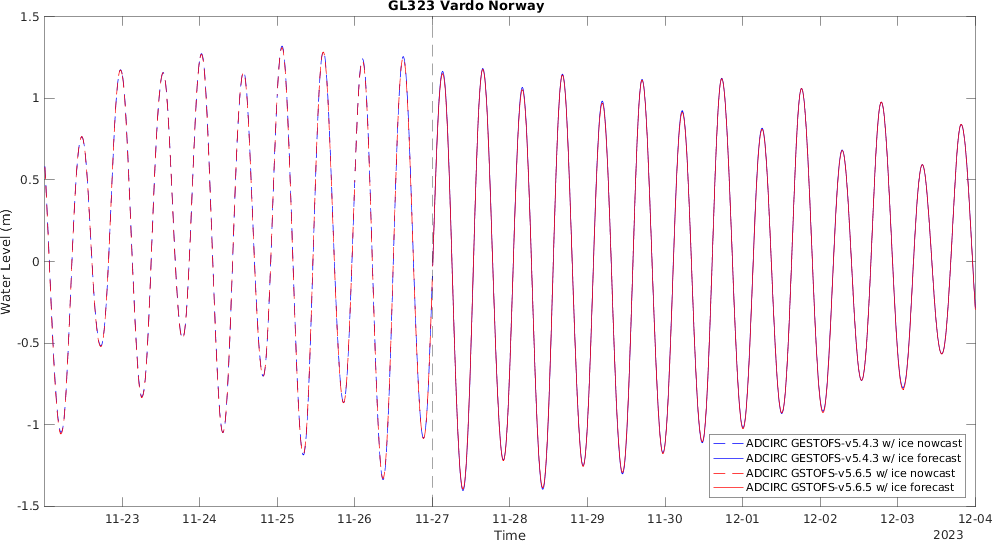 GL323 Vardo Norway
1.5
1
0.5
0
-0.5
-1
-1.5
Water Level (m)
ADCIRC GESTOFS-v5.4.3 w/ ice nowcast
ADCIRC GESTOFS-v5.4.3 w/ ice forecast
ADCIRC GSTOFS-v5.6.5 w/ ice nowcast
ADCIRC GSTOFS-v5.6.5 w/ ice forecast
11-23 11-24 11-25 11-26 11-27 11-28 11-29 11-30 12-01 12-02 12-03 12-04
Time
2023